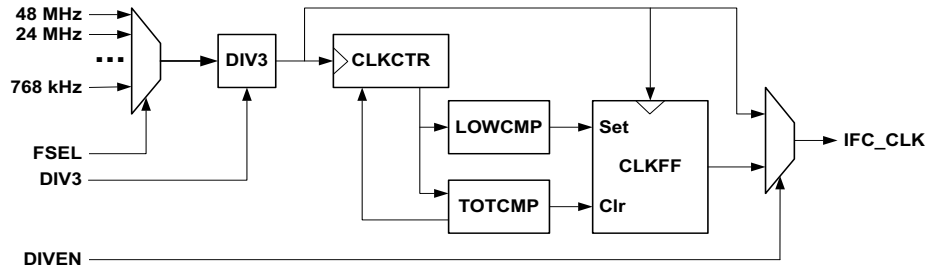 48 MHz
24 MHz
...
768 kHz
FSEL
DIV3
DIVEN
DIV3
CLKCTR
LOWCMP
TOTCMP
Set
CLKFF
Clr
IFC_CLK